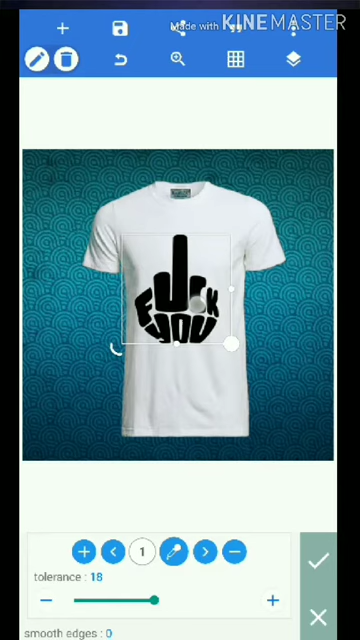 Made with KINEMASTER
FUCK
YOU
1
tolerance : 18
smooth edges : 0